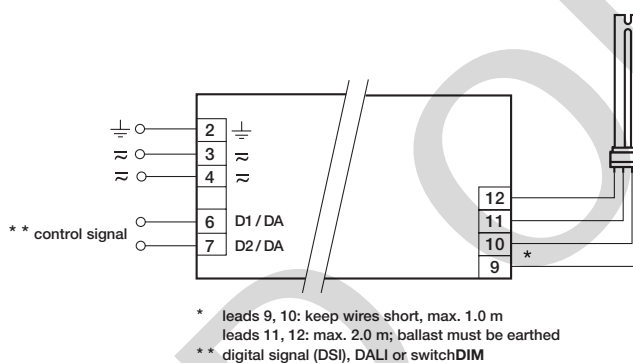 2
3
4
6 D1 / DA
7 D2 / DA
* * control signal
12
11
10
9
*
* leads 9, 10: keep wires short, max. 1.0 m
leads 11, 12: max. 2.0 m; ballast must be earthed
* * digital signal (DSI), DALI or switchDIM